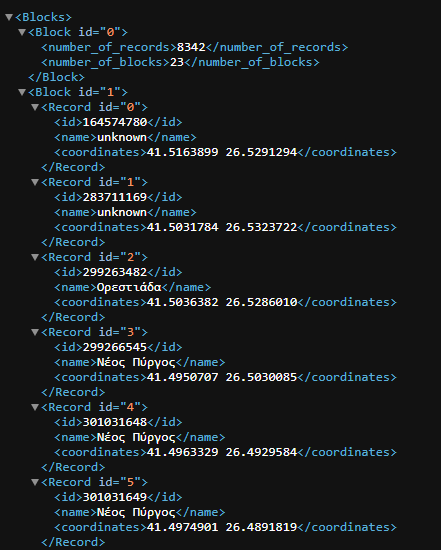 <Blocks>
<Block id="0">
<number_of_records>8342</number_of_records>
<number_of_blocks>23</number_of_blocks>
</Block>
<Block id="1">
<Record id="0">
<id>164574780</id>
<name>unknown</name>
<coordinates>41.5163899 26.5291294</coordinates>
</Record>
<Record id="1">
<id>283711169</id>
<name>unknown</name>
<coordinates>41.5031784 26.5323722</coordinates>
</Record>
<Record id="2">
<id>299263482</id>
<name>Ορεστιάδα</name>
<coordinates>41.5036382 26.5286010</coordinates>
</Record>
<Record id="3">
<id>299266545</id>
<name>Νέος Πύργος</name>
<coordinates>41.4950707 26.5030085</coordinates>
</Record>
<Record id="4">
<id>301031648</id>
<name>Νέος Πύργος</name>
<coordinates>41.4963329 26.4929584</coordinates>
</Record>
<Record id="5">
<id>301031649</id>
<name>Νέος Πύργος</name>
<coordinates>41.4974901 26.4891819</coordinates>
</Record>